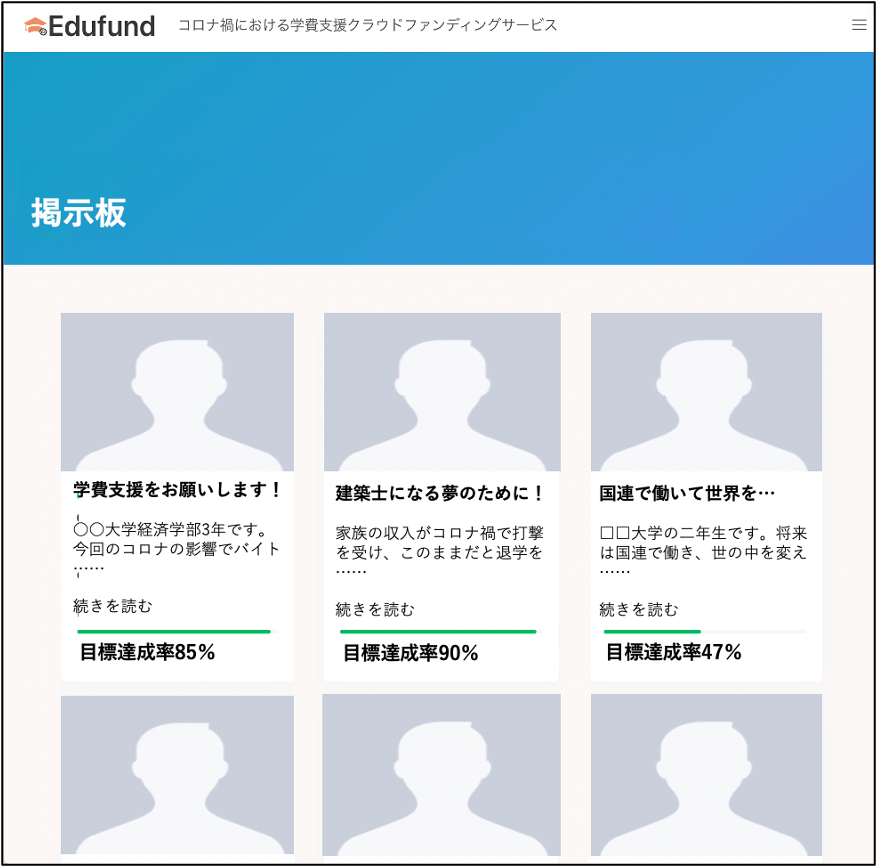 Edufund
コロナ禍における学費支援クラウドファンディングサービス
掲示板
学費支援をお願いします！
〇〇大学経済学部3年です。
今回のコロナの影響でバイト
……
続きを読む
目標達成率85%
建築士になる夢のために！
家族の収入がコロナ禍で打撃
を受け、このままだと退学を
……
続きを読む
目標達成率90%
国連で働いて世界を…
□□大学の二年生です。将来
は国連で働き、世の中を変え
……
続きを読む
目標達成率47%